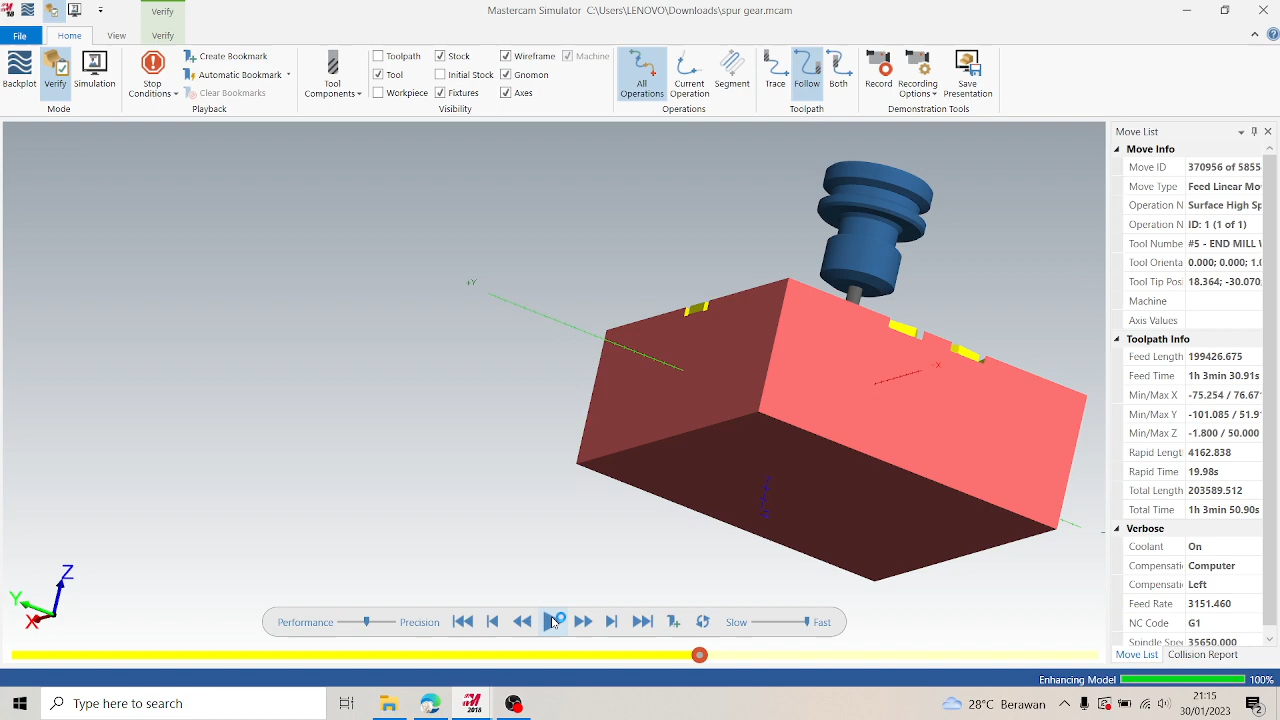 Verify
Mastercam Simulator  C:\Users\LENOVO\Downloads\spur gear.mcam
18
File
Home
View
Verify
Backplot
Verify
Simulation
Mode
Stop
Conditions
Create Bookmark
Automatic Bookmark
Clear Bookmarks
Playback
Tool
Components
Toolpath
Tool
Workpiece
Stock
Initial Stock
Fixtures
Wireframe
Gnomon
Axes
Machine
Visibility
All
Operations
Current
Operation
Segment
Operations
Trace
Follow
Both
Toolpath
Record
Recording
Options
Save
Presentation
Demonstration Tools
+Y
-X
Z
Y
X
Move List
Move Info
Move ID 370956 of 5855
Move Type Feed Linear Mo
Operation N Surface High Sp
Operation N ID: 1 (1 of 1)
Tool Number #5 - END MILL
Tool Orienta 0.000; 0.000; 1.0
Tool Tip Pos 18.364; -30.070
Machine
Axis Values
Toolpath Info
Feed Length 199426.675
Feed Time 1h 3min 30.91s
Min/Max X -75.254 / 76.67
Min/Max Y -101.085 / 51.9
Min/Max Z -1.800 / 50.000
Rapid Length 4162.838
Rapid Time 19.98s
Total Length 203589.512
Total Time 1h 3min 50.90s
Verbose
Coolant On
Compensati Computer
Compensati Left
Feed Rate 3151.460
NC Code G1
Spindle Spee 35650.000
Move List
Collision Report
Performance
Precision
Slow
Fast
Enhancing Model 100%
Type here to search
2018
28°C Berawan
21:15
30/01/2023
2